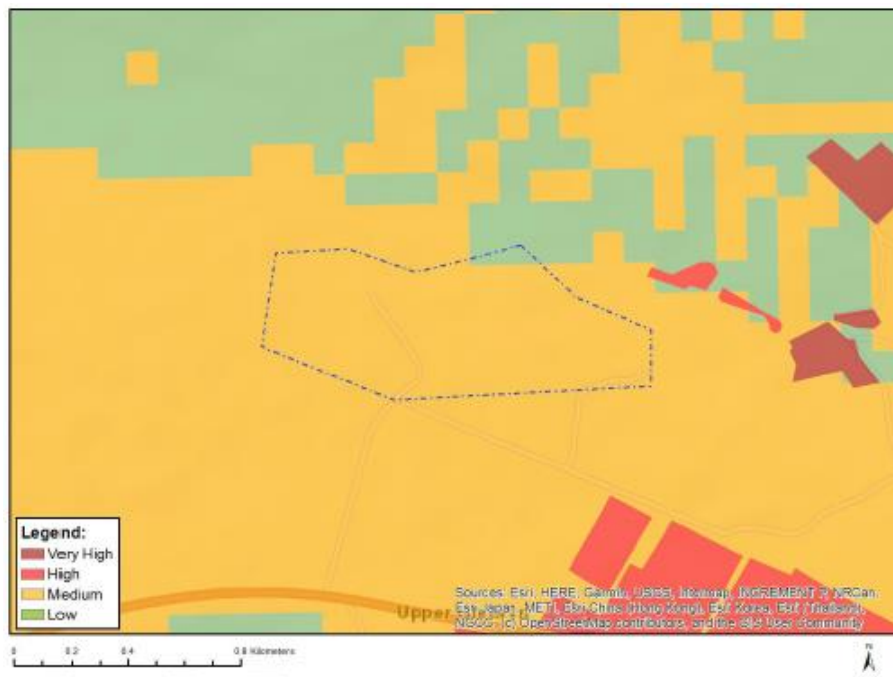 Legend:
Very High
High
Medium
Low
Upper
Sources: Esri, HERE, Garmin, USGS, Intermap, INCREMENT P, NRCan,
Esri Japan, METI, Esri China (Hong Kong), Esri Korea, Esri (Thailand),
NGCC, (c) OpenStreetMap contributors, and the GIS User Community
0 0.2 0.4 0.8 Kilometers
N